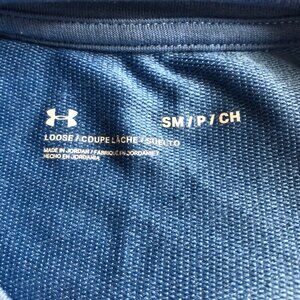 SM / P / CH
LOOSE / COUPE LÂCHE / SUELTO
MADE IN JORDAN / FABRIQUÉ EN JORDANIE /
HECHO EN JORDANIA